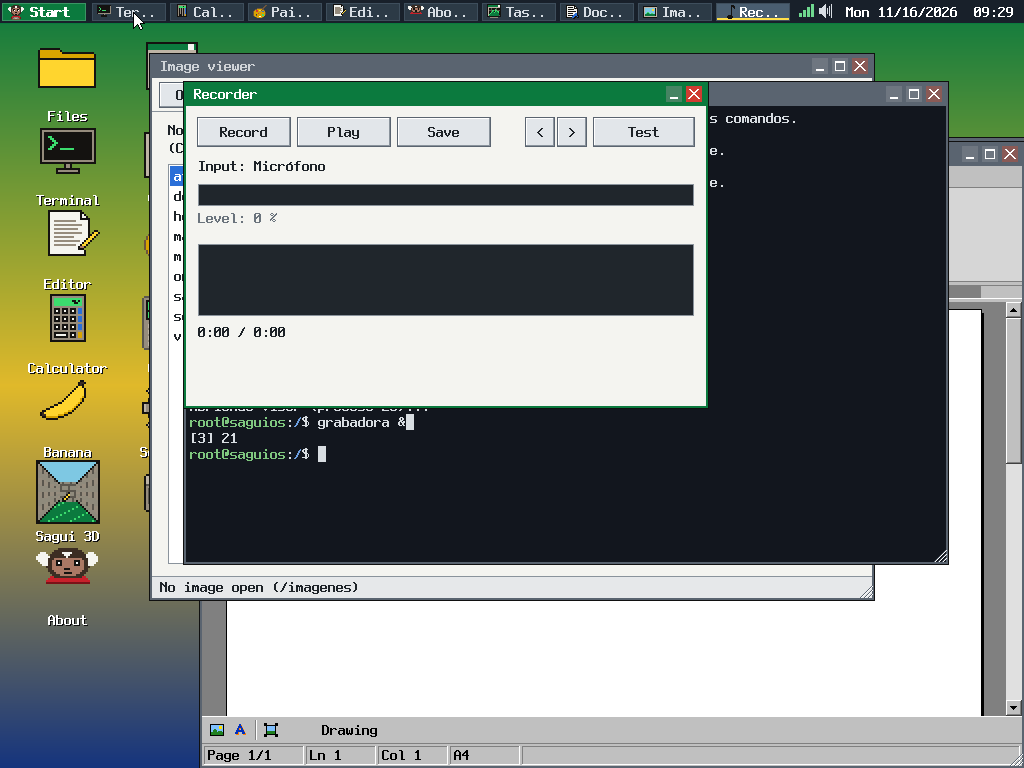 Start Ter.. Cal.. Pai.. Edi.. Abo.. Tas.. Doc.. Ima.. Rec.. Mon 11/16/2026 09:29
Files
Terminal
Editor
Calculator
Banana
Sagui 3D
About
Image viewer
Recorder
Record Play Save < > Test
Input: Micrófono
Level: 0 %
0:00 / 0:00
s comandos.
e.
e.
root@saguios:/$ grabadora &
[3] 21
root@saguios:/$
No image open (/imagenes)
Drawing
Page 1/1 Ln 1 Col 1 A4